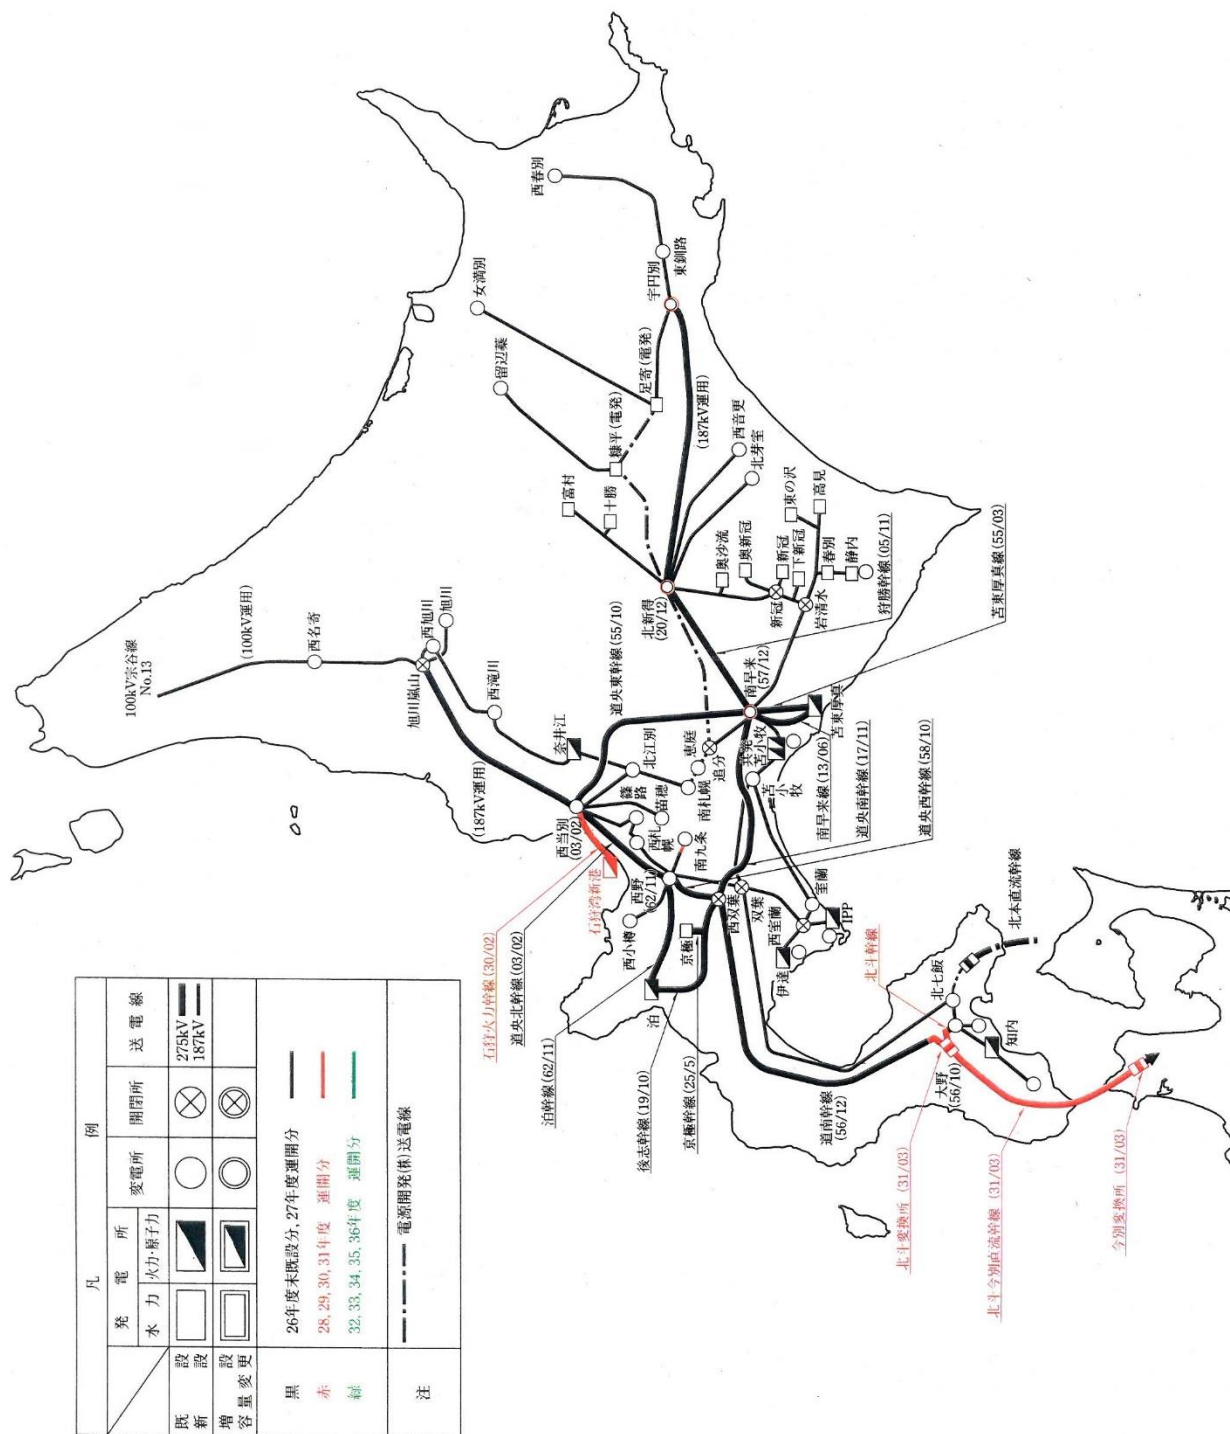 凡 例
発 電 所
水 力
火力・原子力
変電所
開閉所
送 電 線
既 設
新 設
増 設
容量変更
275kV
187kV
黒
26年度末既設分,27年度運開分
赤
28,29,30,31年度 運開分
緑
32,33,34,35,36年度 運開分
注
電源開発(株)送電線
100kV宗谷線
No.13
(100kV運用)
西名寄
旭川嵐山
西旭川
旭川
西滝川
(187kV運用)
奈井江
道央東幹線(55/10)
西当別
(03/02)
北江別
篠路
苗穂
南札幌
恵庭
追分
西札幌
南九条
西野
(62/11)
西小樽
石狩湾新港
石狩火力幹線(30/02)
道央北幹線(03/02)
泊幹線(62/11)
後志幹線(19/10)
京極幹線(25/5)
泊
京極
西双葉
双葉
西室蘭
伊達
室蘭
IPP
苫小牧
共発
苫小牧
苫東厚真
南早来
(57/12)
南早来線(13/06)
道央南幹線(17/11)
道央西幹線(58/10)
狩勝幹線(05/11)
苫東厚真線(55/03)
北新得
(20/12)
富村
十勝
糠平(電発)
足寄(電発)
留辺蘂
女満別
宇円別
東釧路
西春別
(187kV運用)
西音更
北芽室
奥沙流
奥新冠
新冠
新冠
下新冠
岩清水
東の沢
高見
春別
静内
道南幹線
(56/12)
大野
(56/10)
北七飯
知内
北本直流幹線
北斗幹線
北斗変換所 (31/03)
北斗今別直流幹線 (31/03)
今別変換所 (31/03)